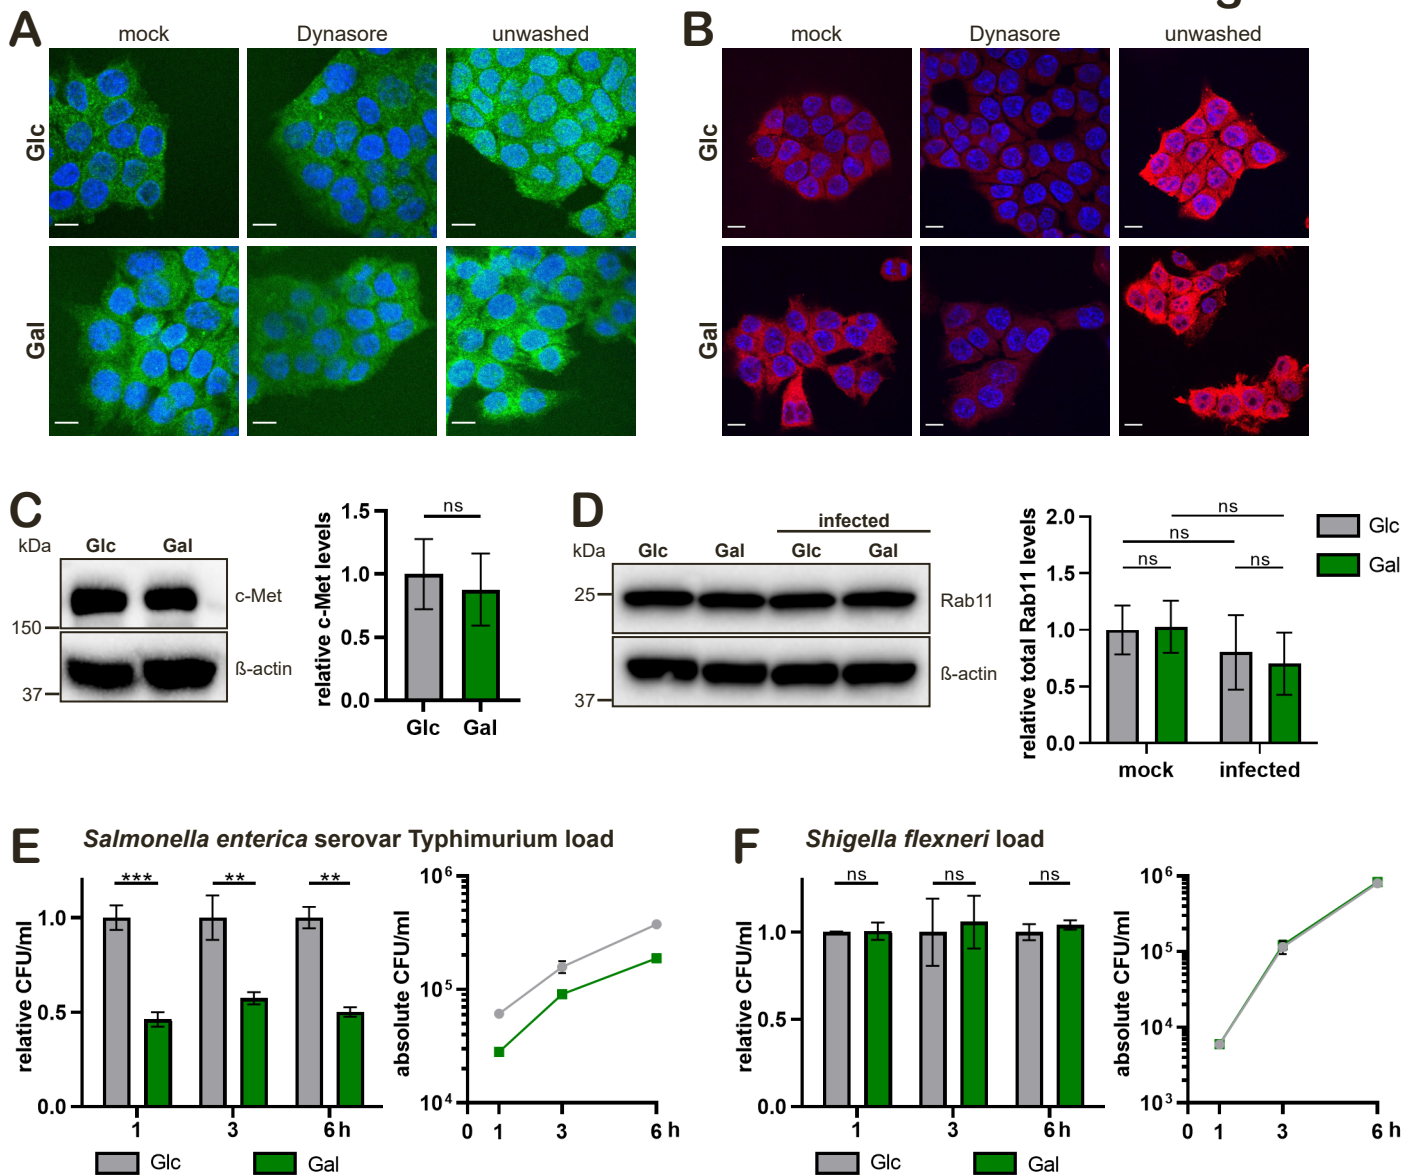 A
mock Dynasore unwashed
Glc
Gal
B
mock Dynasore unwashed
Glc
Gal
C
kDa Glc Gal
c-Met
150
ß-actin
37
relative c-Met levels
1.5
1.0
0.5
0.0
ns
Glc Gal
D
infected
kDa Glc Gal Glc Gal
25
Rab11
ß-actin
37
relative total Rab11 levels
2.0
1.5
1.0
0.5
0.0
ns
ns
ns ns
mock infected
Glc
Gal
E
Salmonella enterica serovar Typhimurium load
relative CFU/ml
1.0
0.5
0.0
*** ** **
1 3 6 h
Glc Gal
absolute CFU/ml
10⁶
10⁵
10⁴
0 1 3 6 h
F
Shigella flexneri load
relative CFU/ml
1.0
0.5
0.0
ns ns ns
1 3 6 h
Glc Gal
absolute CFU/ml
10⁶
10⁵
10⁴
10³
0 1 3 6 h